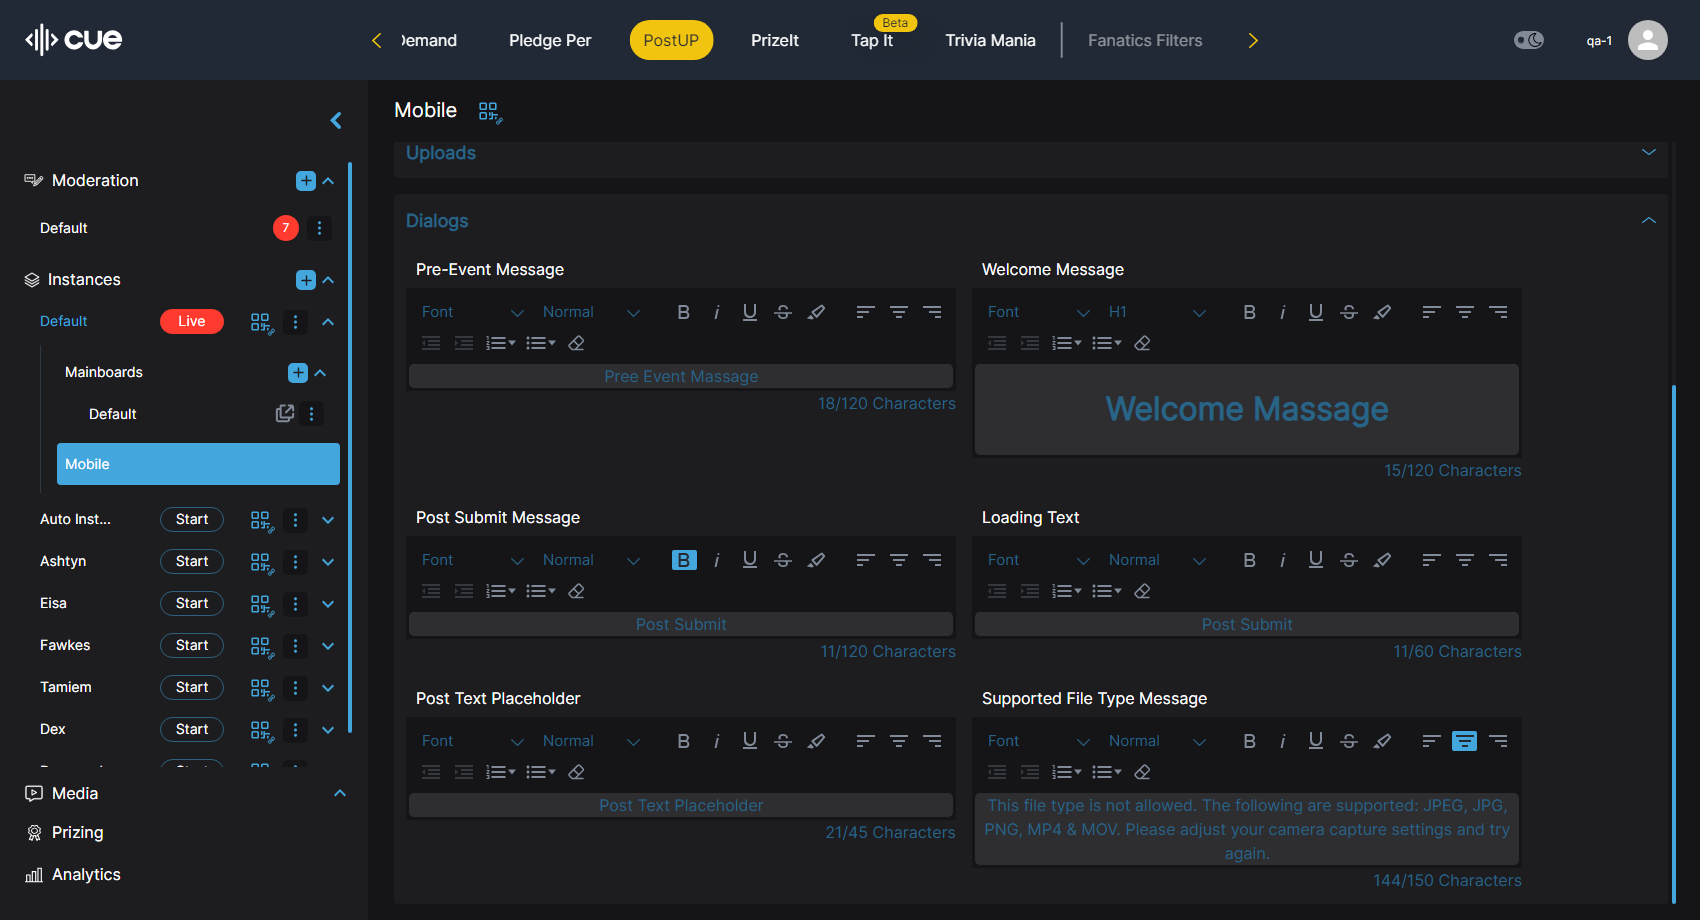 cue
Demand
Pledge Per
PostUP
PrizeIt
Beta
Tap It
Trivia Mania
Fanatics Filters
qa-1
Mobile
Uploads
Moderation
Default
7
Instances
Default
Live
Mainboards
Default
Mobile
Auto Inst...
Start
Ashtyn
Start
Eisa
Start
Fawkes
Start
Tamiem
Start
Dex
Start
Media
Prizing
Analytics
Dialogs
Pre-Event Message
Font
Normal
Pree Event Massage
18/120 Characters
Welcome Message
Font
H1
Welcome Massage
15/120 Characters
Post Submit Message
Font
Normal
Post Submit
11/120 Characters
Loading Text
Font
Normal
Post Submit
11/60 Characters
Post Text Placeholder
Font
Normal
Post Text Placeholder
21/45 Characters
Supported File Type Message
Font
Normal
This file type is not allowed. The following are supported: JPEG, JPG,
PNG, MP4 & MOV. Please adjust your camera capture settings and try
again.
144/150 Characters